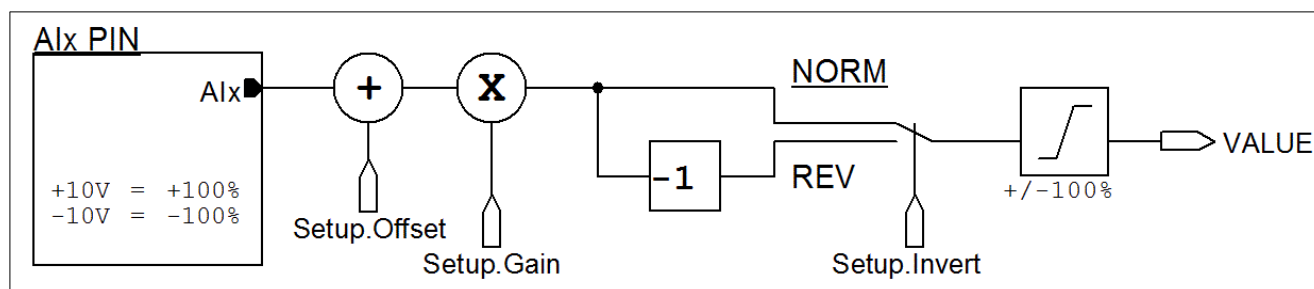 AIx PIN
AIx
+10V = +100%
-10V = -100%
+
Setup.Offset
X
Setup.Gain
NORM
-1
REV
Setup.Invert
+/-100%
VALUE